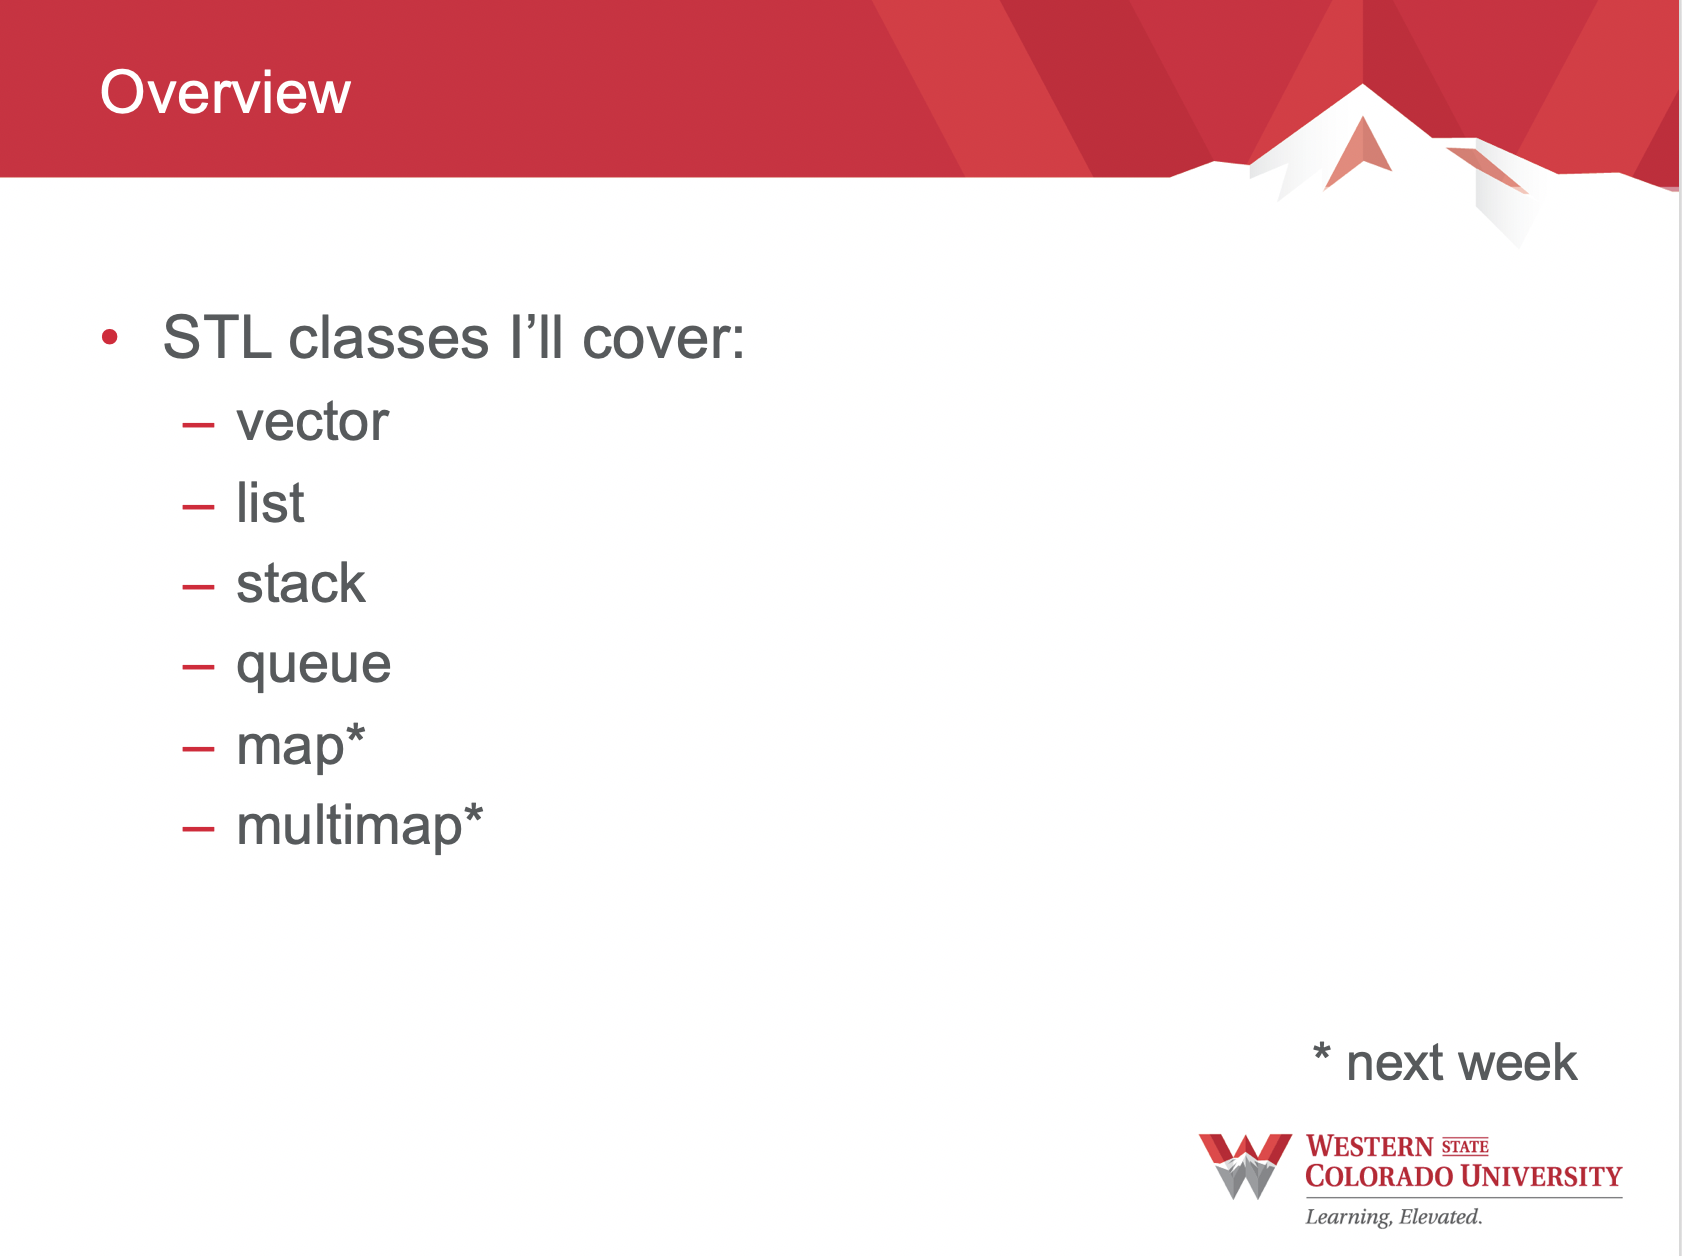 Overview
• STL classes I’ll cover:
– vector
– list
– stack
– queue
– map*
– multimap*
* next week
WESTERN STATE
COLORADO UNIVERSITY
Learning, Elevated.